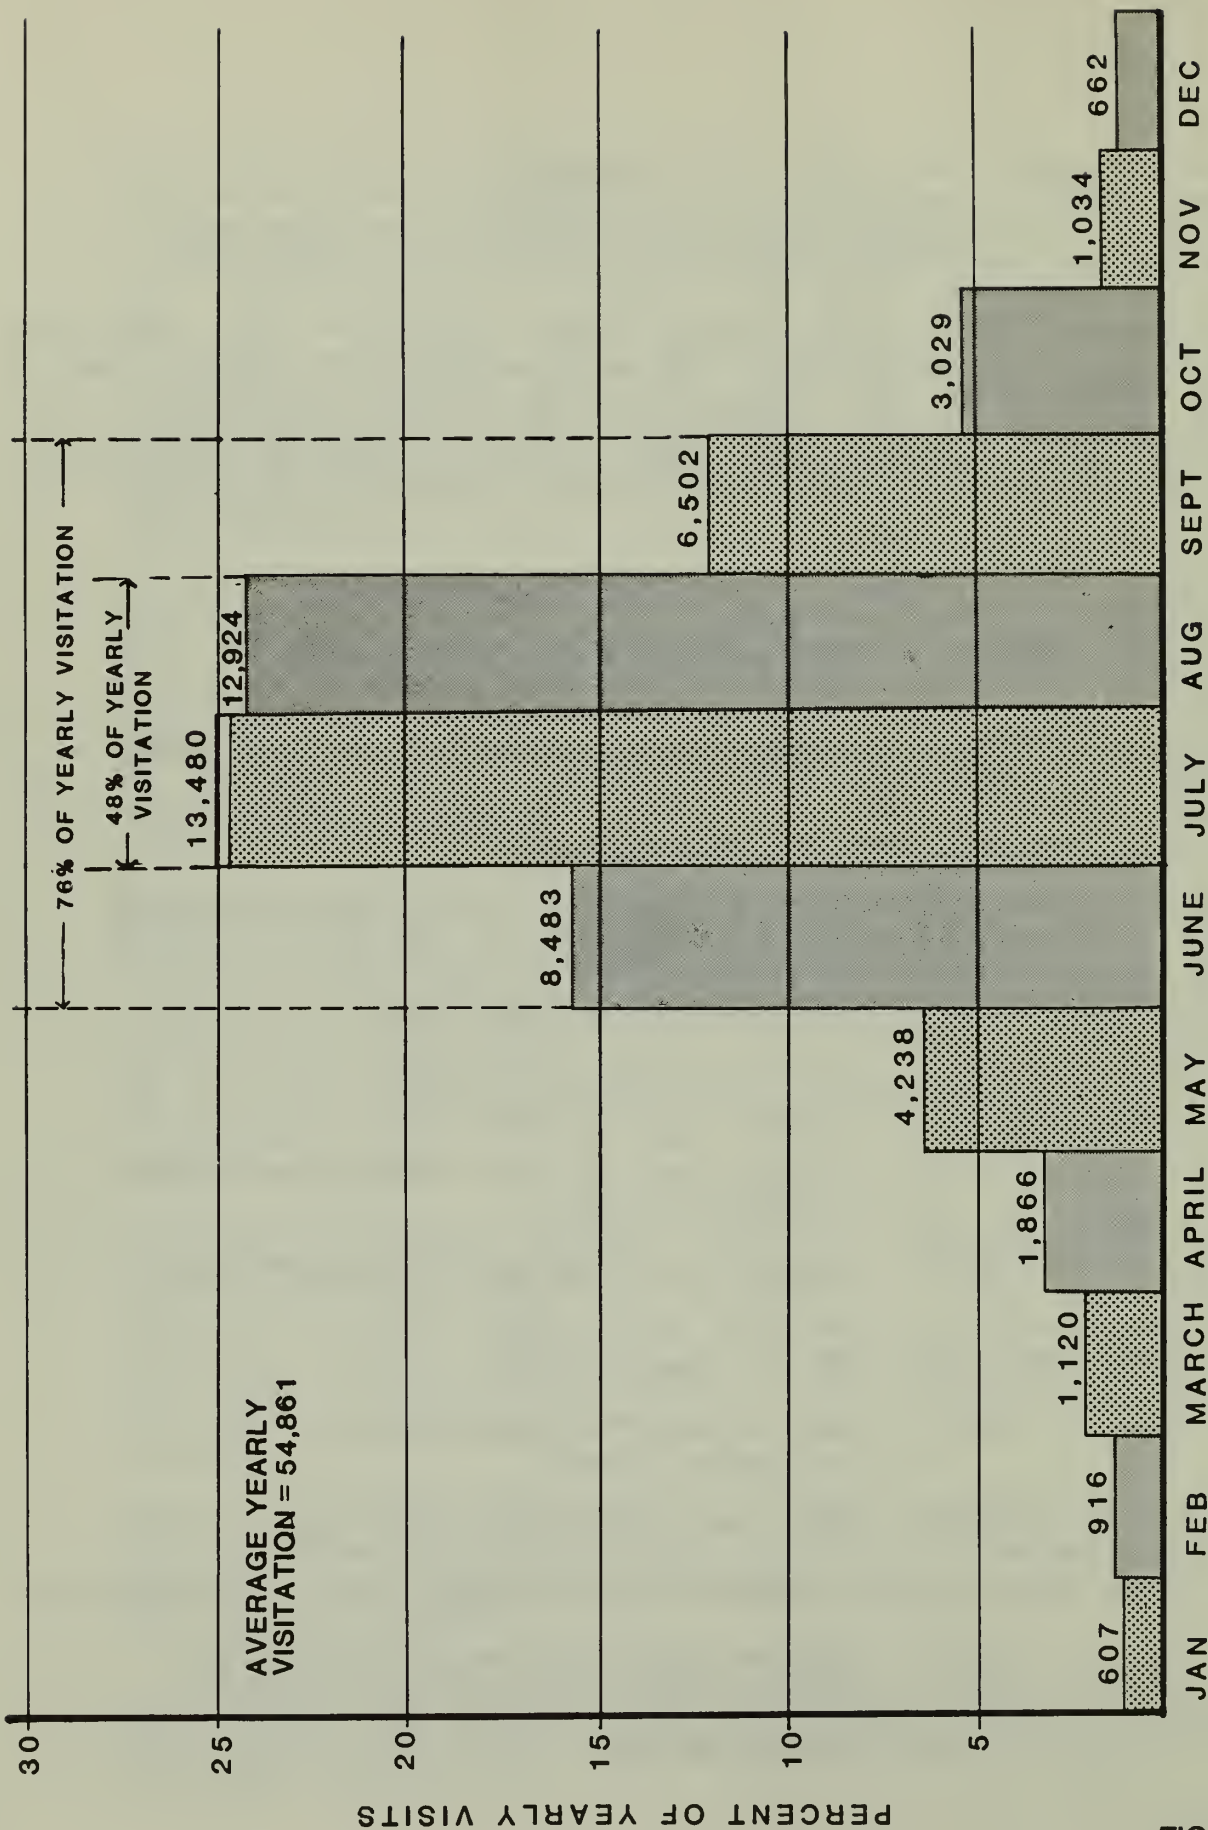 30
25
20
15
10
5
PERCENT OF YEARLY VISITS
AVERAGE YEARLY
VISITATION = 54,861
76% OF YEARLY VISITATION
48% OF YEARLY
VISITATION
607
916
1,120
1,866
4,238
8,483
13,480
12,924
6,502
3,029
1,034
662
JAN FEB MARCH APRIL MAY JUNE JULY AUG SEPT OCT NOV DEC